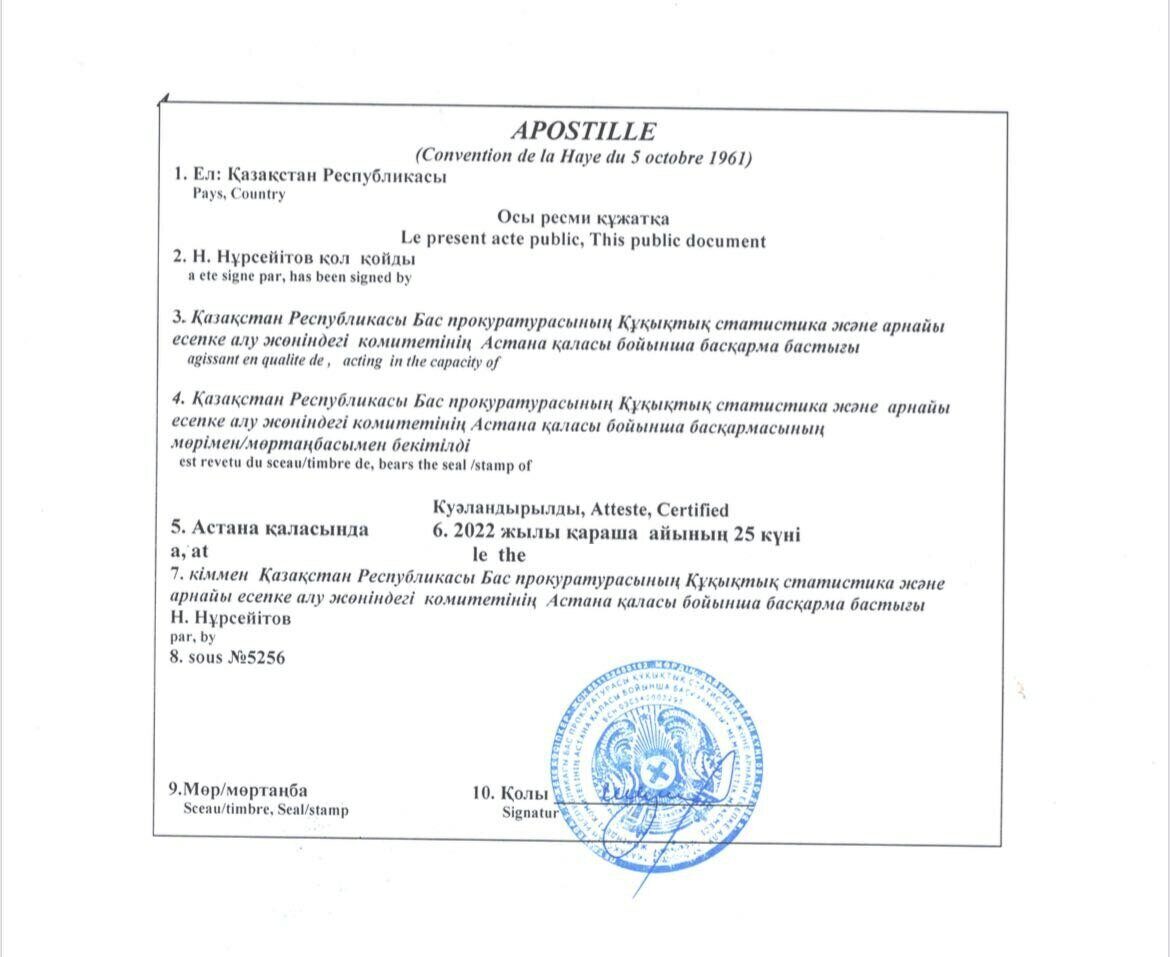 APOSTILLE
(Convention de la Haye du 5 octobre 1961)
1. Ел: Қазақстан Республикасы
Pays, Country
Осы ресми құжатқа
Le present acte public, This public document
2. Н. Нұрсейітов қол қойды
a ete signe par, has been signed by
3. Қазақстан Республикасы Бас прокуратурасының Құқықтық статистика және арнайы
есепке алу жөніндегі комитетінің Астана қаласы бойынша басқарма бастығы
agissant en qualite de , acting in the capacity of
4. Қазақстан Республикасы Бас прокуратурасының Құқықтық статистика және арнайы
есепке алу жөніндегі комитетінің Астана қаласы бойынша басқармасының
мөрімен/мөртаңбасымен бекітілді
est revetu du sceau/timbre de, bears the seal /stamp of
Куәландырылды, Atteste, Certified
5. Астана қаласында 6. 2022 жылы қараша айының 25 күні
a, at le the
7. кіммен Қазақстан Республикасы Бас прокуратурасының Құқықтық статистика және
арнайы есепке алу жөніндегі комитетінің Астана қаласы бойынша басқарма бастығы
Н. Нұрсейітов
par, by
8. sous №5256
9.Мөр/мөртаңба 10. Қолы
Sceau/timbre, Seal/stamp Signatur